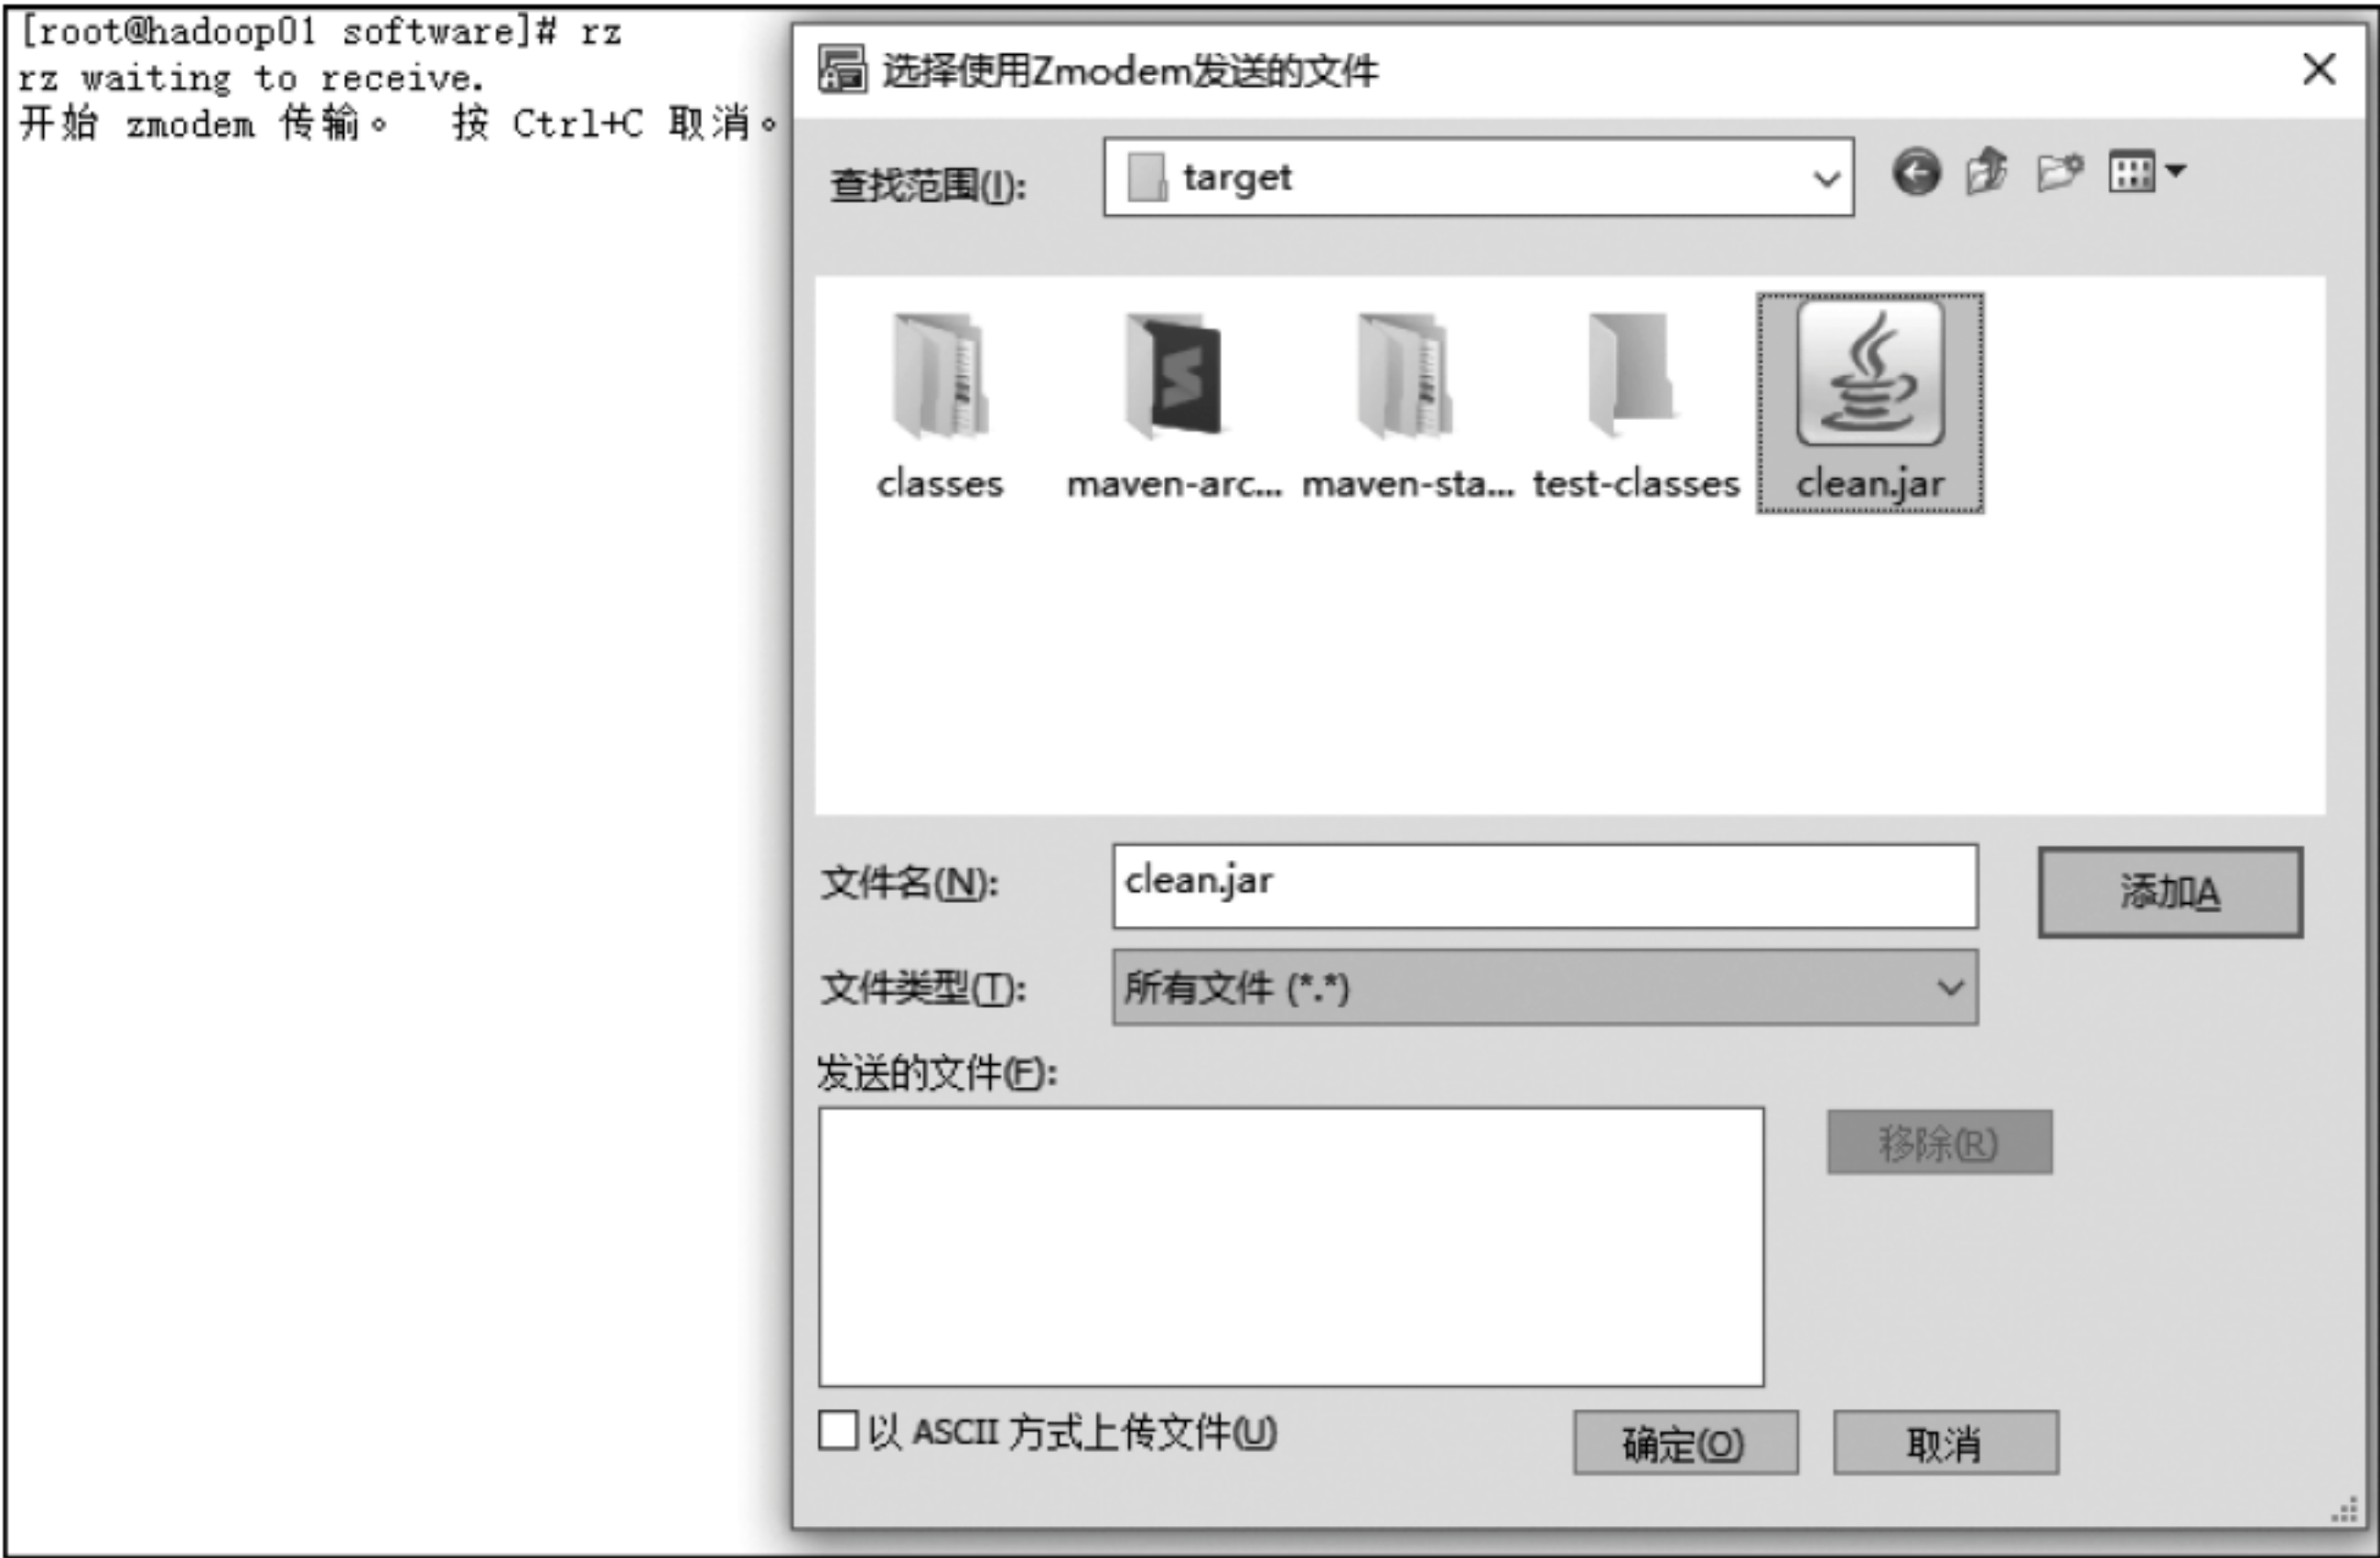 [root@hadoop01 software]# rz
rz waiting to receive.
开始 zmodem 传输。 按 Ctrl+C 取消。
选择使用Zmodem发送的文件
查找范围(I): target
classes maven-arc... maven-sta... test-classes clean.jar
文件名(N): clean.jar 添加A
文件类型(T): 所有文件 (*.*)
发送的文件(F):
移除(R)
以 ASCII 方式上传文件(U) 确定(O) 取消